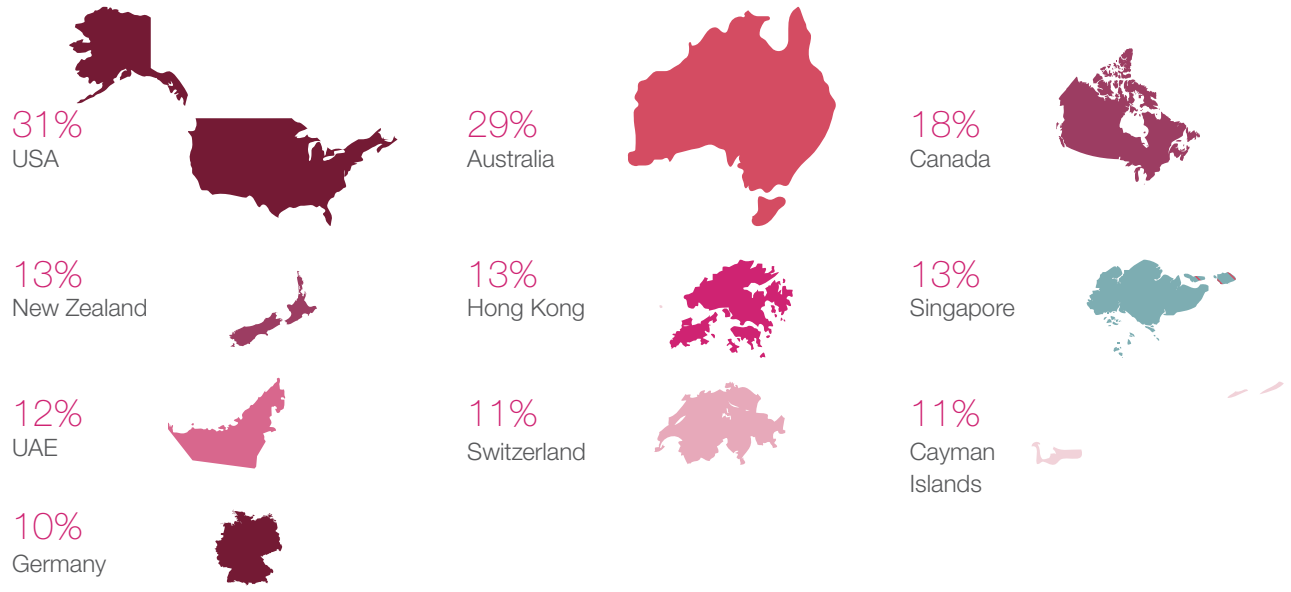 31%
USA
29%
Australia
18%
Canada
13%
New Zealand
13%
Hong Kong
13%
Singapore
12%
UAE
11%
Switzerland
11%
Cayman
Islands
10%
Germany